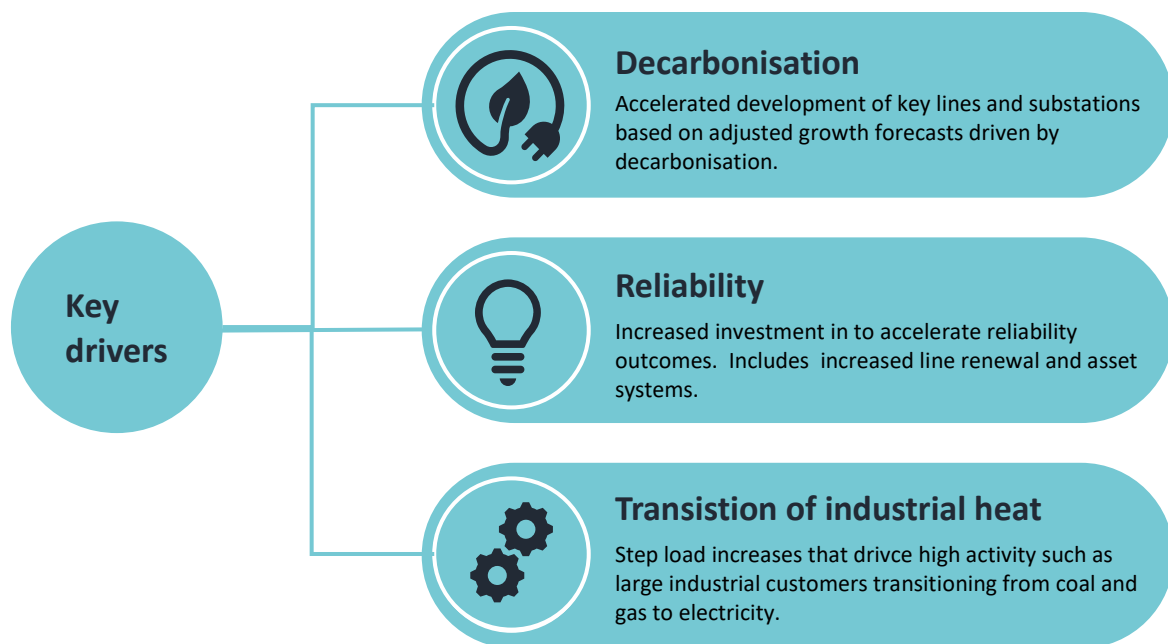 Key
drivers
Decarbonisation
Accelerated development of key lines and substations
based on adjusted growth forecasts driven by
decarbonisation.
Reliability
Increased investment in to accelerate reliability
outcomes.  Includes  increased line renewal and asset
systems.
Transistion of industrial heat
Step load increases that drivce high activity such as
large industrial customers transitioning from coal and
gas to electricity.